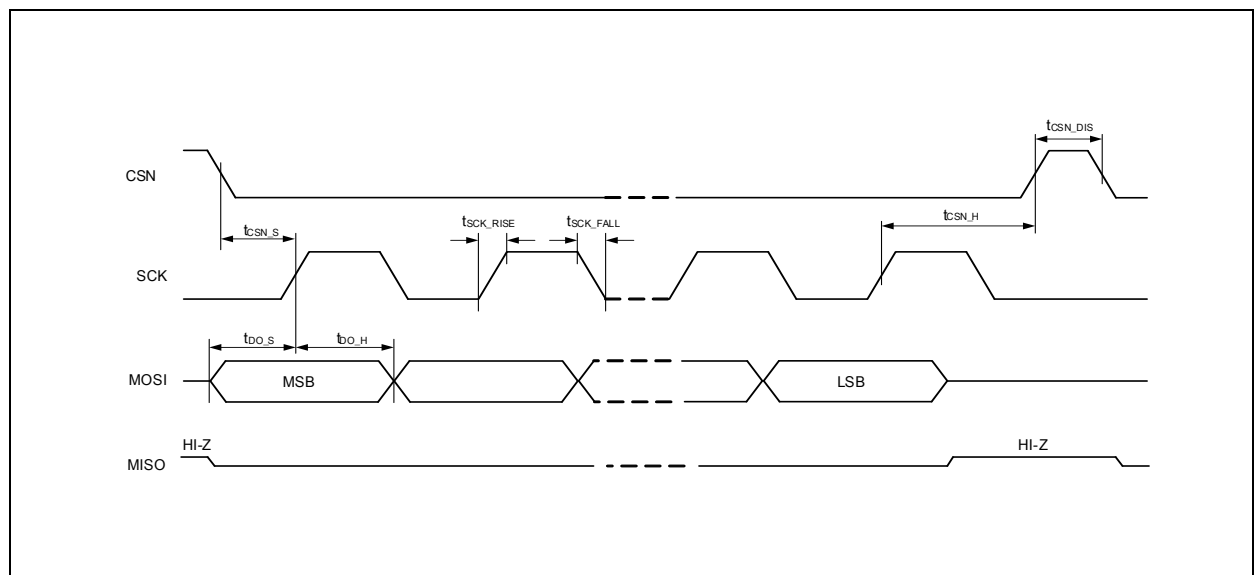 tCSN_DIS
CSN
tCSN_S
tSCK_RISE
tSCK_FALL
tCSN_H
SCK
tDO_S
tDO_H
MOSI
MSB
LSB
HI-Z
HI-Z
MISO